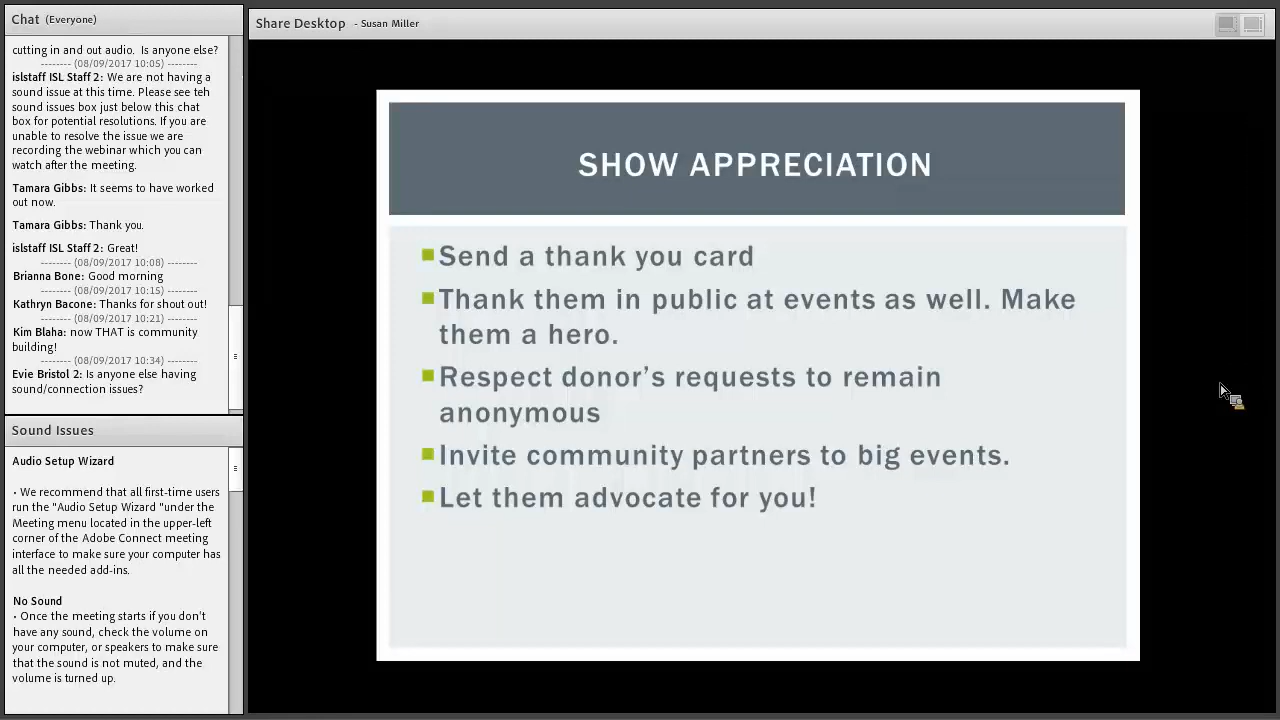 Chat (Everyone)
cutting in and out audio. Is anyone else?
-------- (08/09/2017 10:05) --------
islstaff ISL Staff 2: We are not having a
sound issue at this time. Please see teh
sound issues box just below this chat
box for potential resolutions. If you are
unable to resolve the issue we are
recording the webinar which you can
watch after the meeting.
Tamara Gibbs: It seems to have worked
out now.
Tamara Gibbs: Thank you.
islstaff ISL Staff 2: Great!
-------- (08/09/2017 10:08) --------
Brianna Bone: Good morning
-------- (08/09/2017 10:15) --------
Kathryn Bacone: Thanks for shout out!
-------- (08/09/2017 10:21) --------
Kim Blaha: now THAT is community
building!
-------- (08/09/2017 10:34) --------
Evie Bristol 2: Is anyone else having
sound/connection issues?
Sound Issues
Audio Setup Wizard
• We recommend that all first-time users
run the "Audio Setup Wizard "under the
Meeting menu located in the upper-left
corner of the Adobe Connect meeting
interface to make sure your computer has
all the needed add-ins.
No Sound
• Once the meeting starts if you don't
have any sound, check the volume on
your computer, or speakers to make sure
that the sound is not muted, and the
volume is turned up.
Share Desktop - Susan Miller
SHOW APPRECIATION
Send a thank you card
Thank them in public at events as well. Make
them a hero.
Respect donor’s requests to remain
anonymous
Invite community partners to big events.
Let them advocate for you!